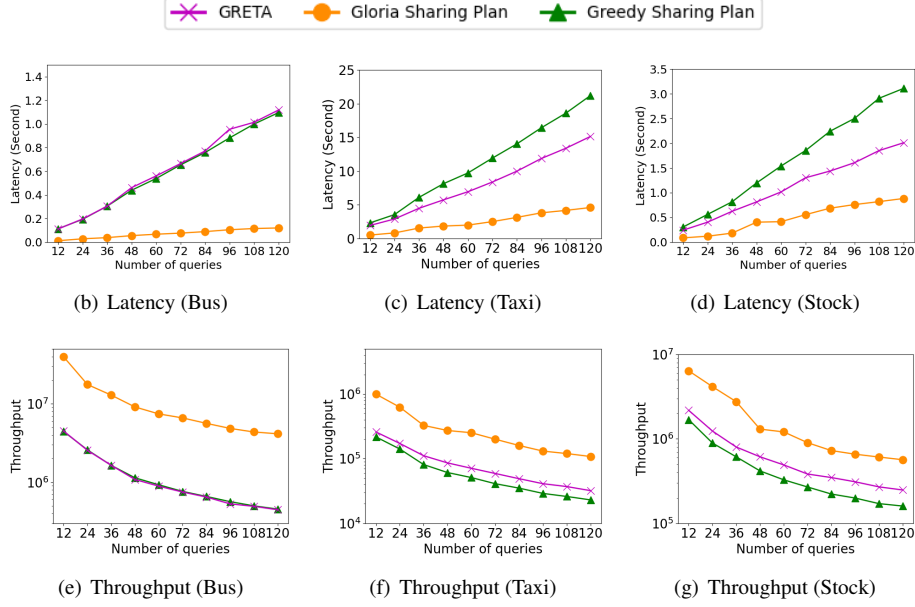 GRETA Gloria Sharing Plan Greedy Sharing Plan
1.4
1.2
1.0
0.8
0.6
0.4
0.2
0.0
Latency (Second)
12 24 36 48 60 72 84 96 108 120
Number of queries
(b) Latency (Bus)
25
20
15
10
5
0
Latency (Second)
12 24 36 48 60 72 84 96 108 120
Number of queries
(c) Latency (Taxi)
3.5
3.0
2.5
2.0
1.5
1.0
0.5
0.0
Latency (Second)
12 24 36 48 60 72 84 96 108 120
Number of queries
(d) Latency (Stock)
10^7
10^6
Throughput
12 24 36 48 60 72 84 96 108 120
Number of queries
(e) Throughput (Bus)
10^6
10^5
10^4
Throughput
12 24 36 48 60 72 84 96 108 120
Number of queries
(f) Throughput (Taxi)
10^7
10^6
10^5
Throughput
12 24 36 48 60 72 84 96 108 120
Number of queries
(g) Throughput (Stock)